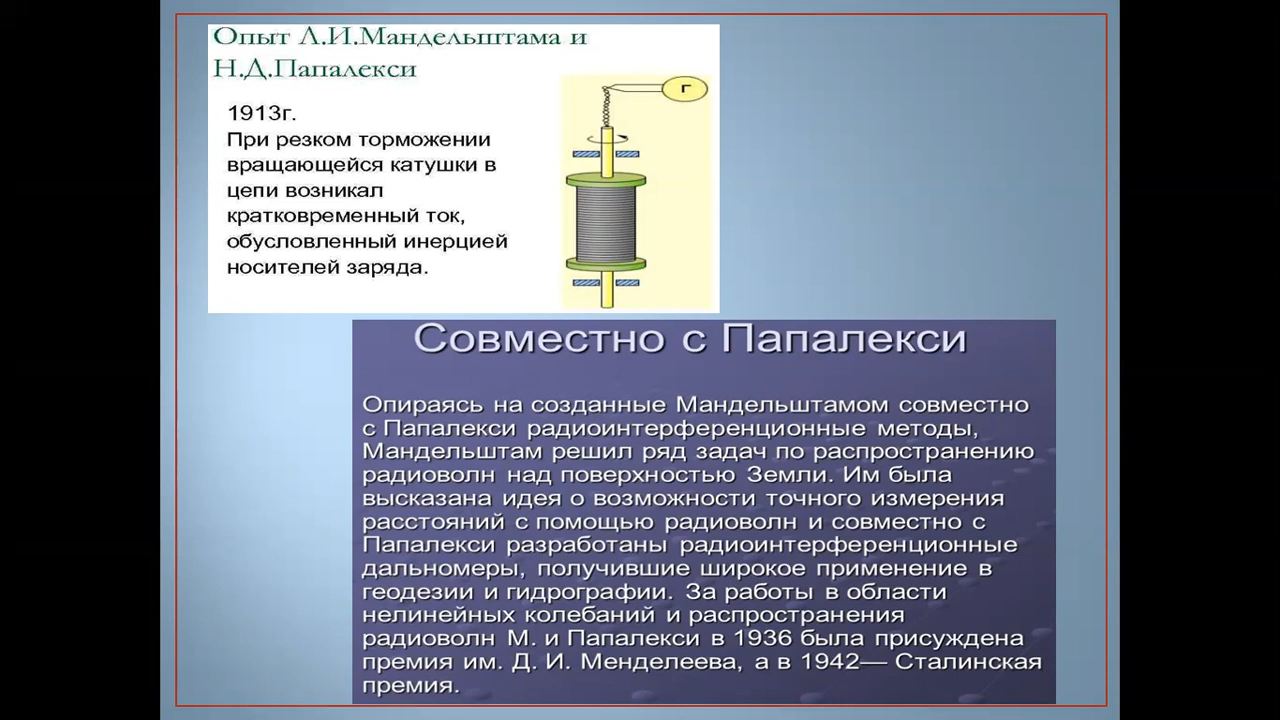 Опыт Л.И.Мандельштама и
Н.Д.Папалекси
1913г.
При резком торможении
вращающейся катушки в
цепи возникал
кратковременный ток,
обусловленный инерцией
носителей заряда.
Г
Совместно с Папалекси
Опираясь на созданные Мандельштамом совместно
с Папалекси радиоинтерференционные методы,
Мандельштам решил ряд задач по распространению
радиоволн над поверхностью Земли. Им была
высказана идея о возможности точного измерения
расстояний с помощью радиоволн и совместно с
Папалекси разработаны радиоинтерференционные
дальномеры, получившие широкое применение в
геодезии и гидрографии. За работы в области
нелинейных колебаний и распространения
радиоволн М. и Папалекси в 1936 была присуждена
премия им. Д. И. Менделеева, а в 1942— Сталинская
премия.